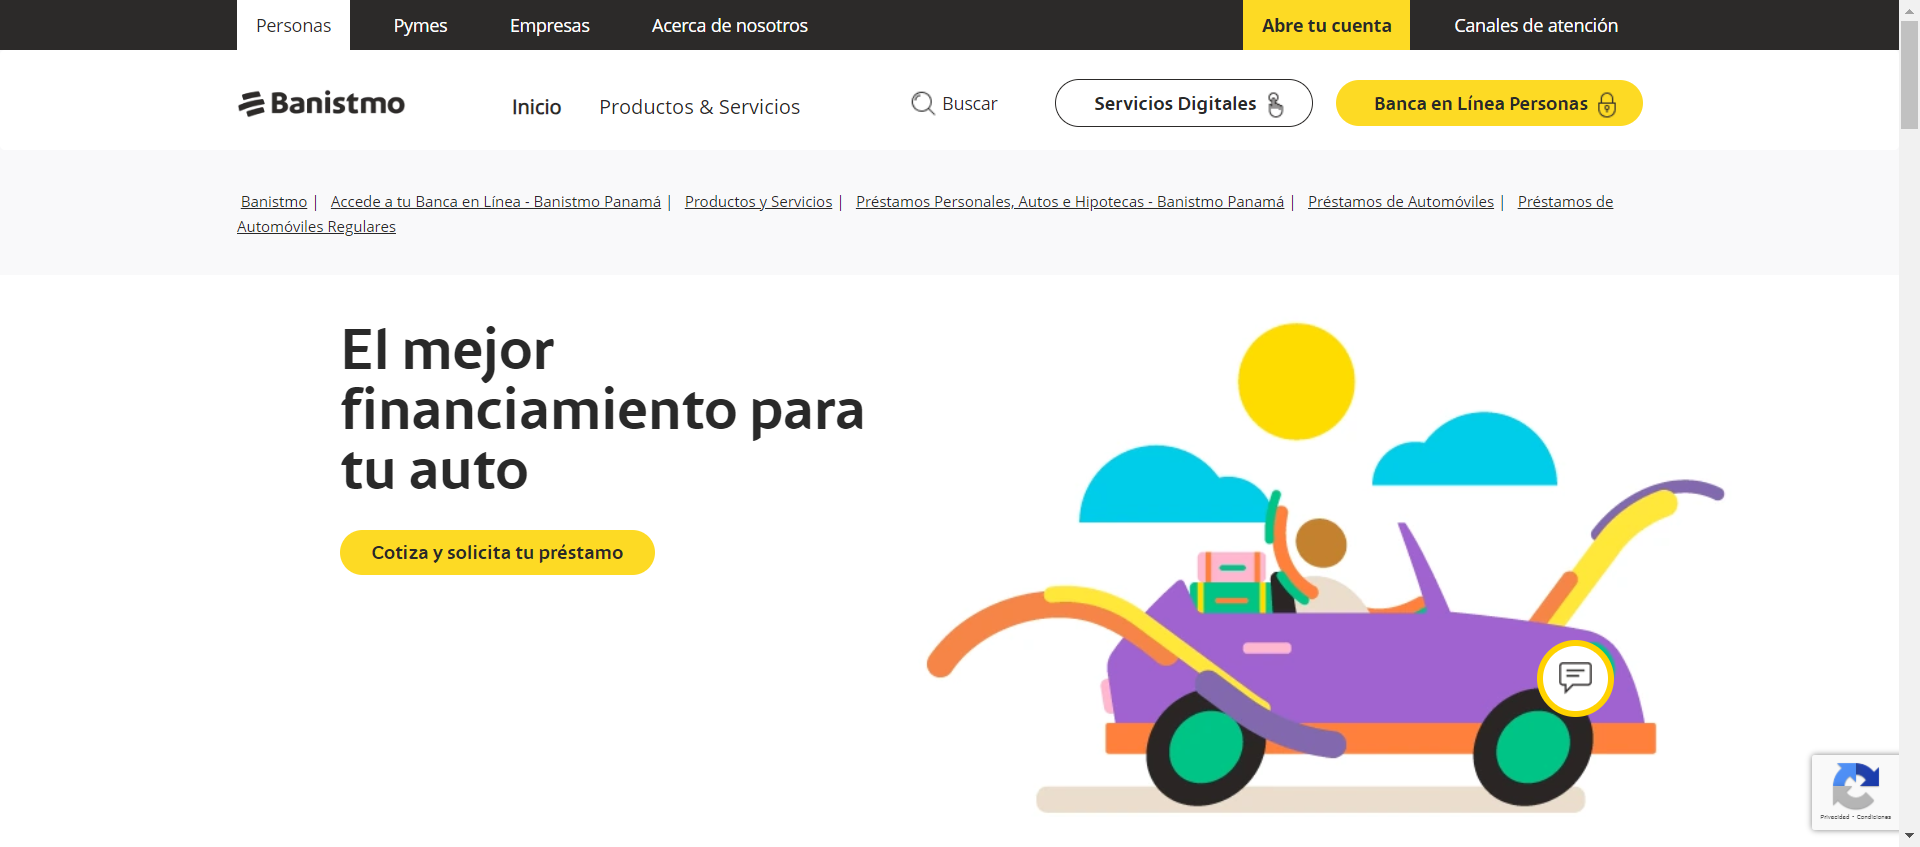 Personas Pymes Empresas Acerca de nosotros Abre tu cuenta Canales de atención
Banistmo Inicio Productos & Servicios Buscar Servicios Digitales Banca en Línea Personas
Banistmo | Accede a tu Banca en Línea - Banistmo Panamá | Productos y Servicios | Préstamos Personales, Autos e Hipotecas - Banistmo Panamá | Préstamos de Automóviles | Préstamos de
Automóviles Regulares
El mejor
financiamiento para
tu auto
Cotiza y solicita tu préstamo
Privacidad - Condiciones